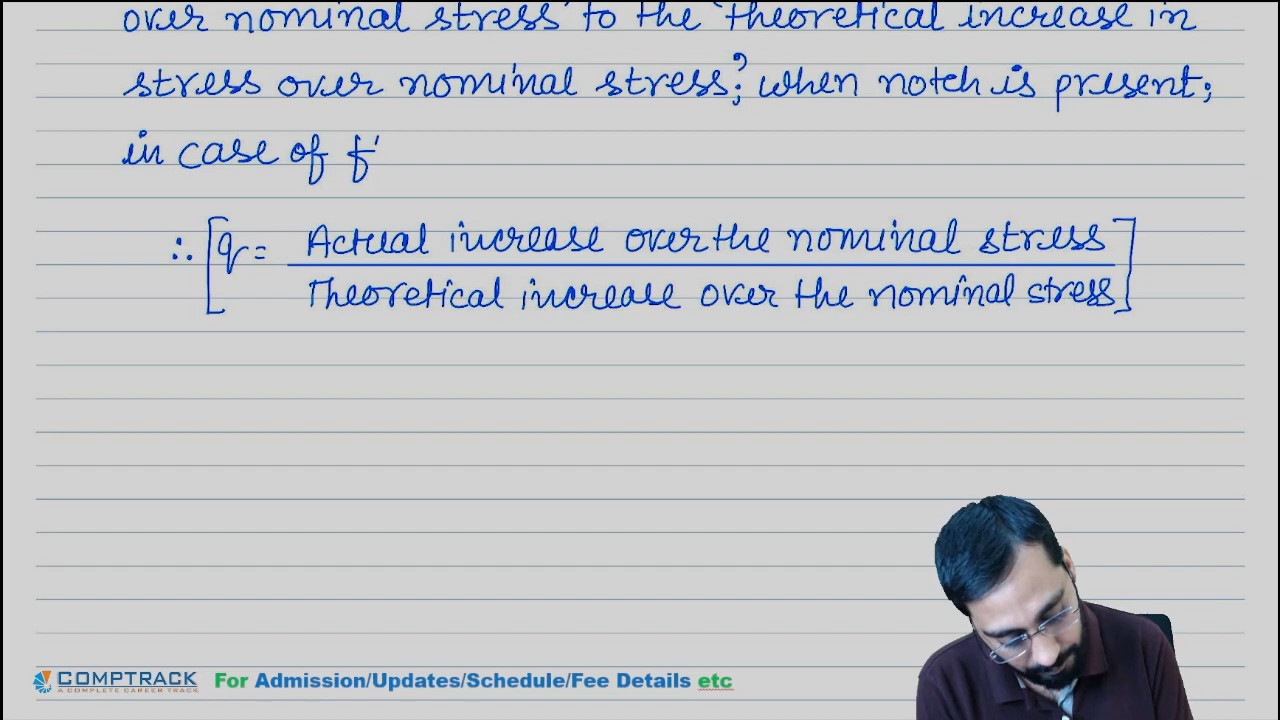 over nominal stress to the "theoretical increase in
stress over nominal stress"; when notch is present;
in case of f'
∴ [q = Actual increase over the nominal stress
Theoretical increase over the nominal stress]
COMPTRACK
A COMPLETE CAREER TRACK
For Admission/Updates/Schedule/Fee Details etc